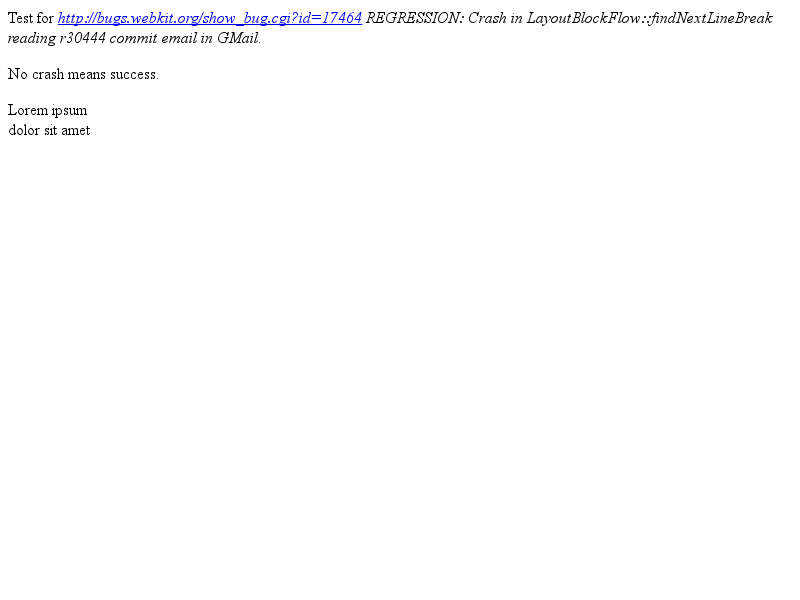 Test for http://bugs.webkit.org/show_bug.cgi?id=17464 REGRESSION: Crash in LayoutBlockFlow::findNextLineBreak
reading r30444 commit email in GMail.
No crash means success.
Lorem ipsum
dolor sit amet